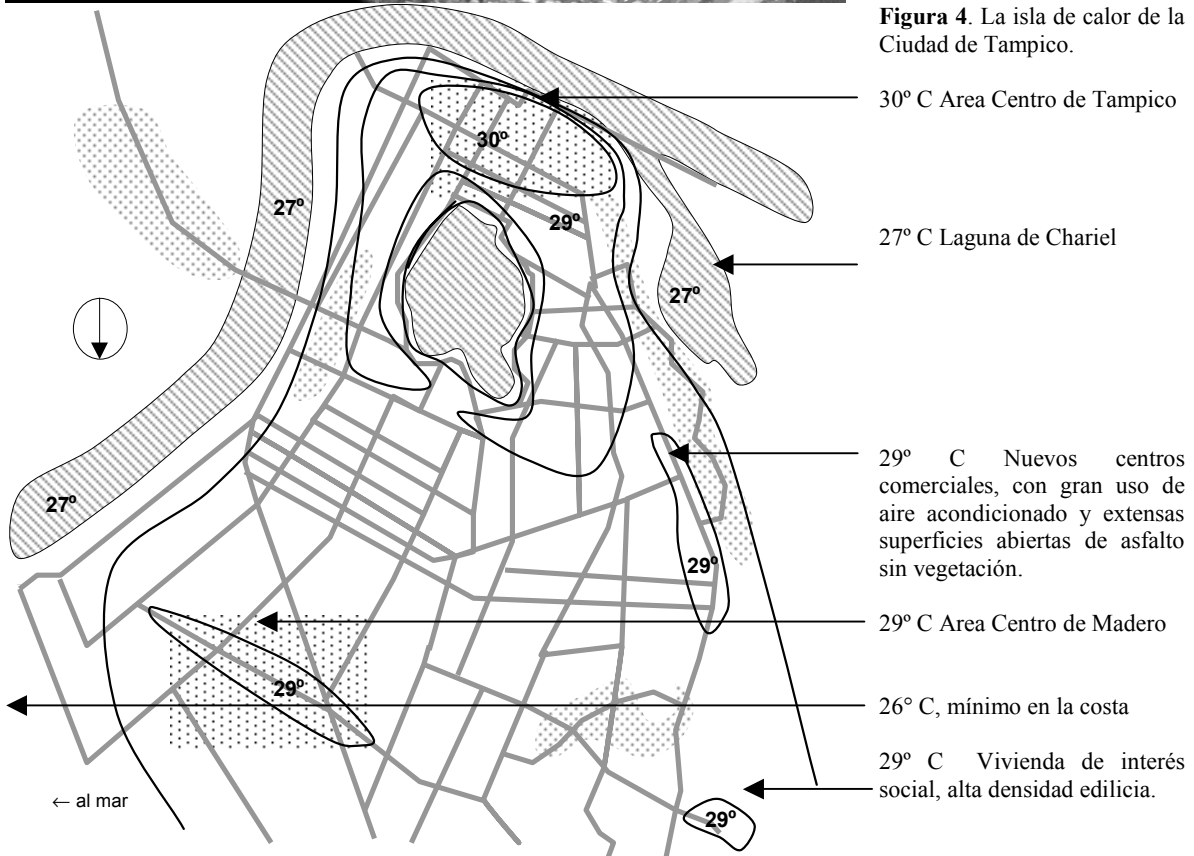 Figura 4. La isla de calor de la
Ciudad de Tampico.
30º C Area Centro de Tampico
30º
27º
29º
27º C Laguna de Chariel
27º
27º
29º C Nuevos centros
comerciales, con gran uso de
aire acondicionado y extensas
superficies abiertas de asfalto
sin vegetación.
29º
29º C Area Centro de Madero
29º
26° C, mínimo en la costa
29º C Vivienda de interés
social, alta densidad edilicia.
← al mar
29º